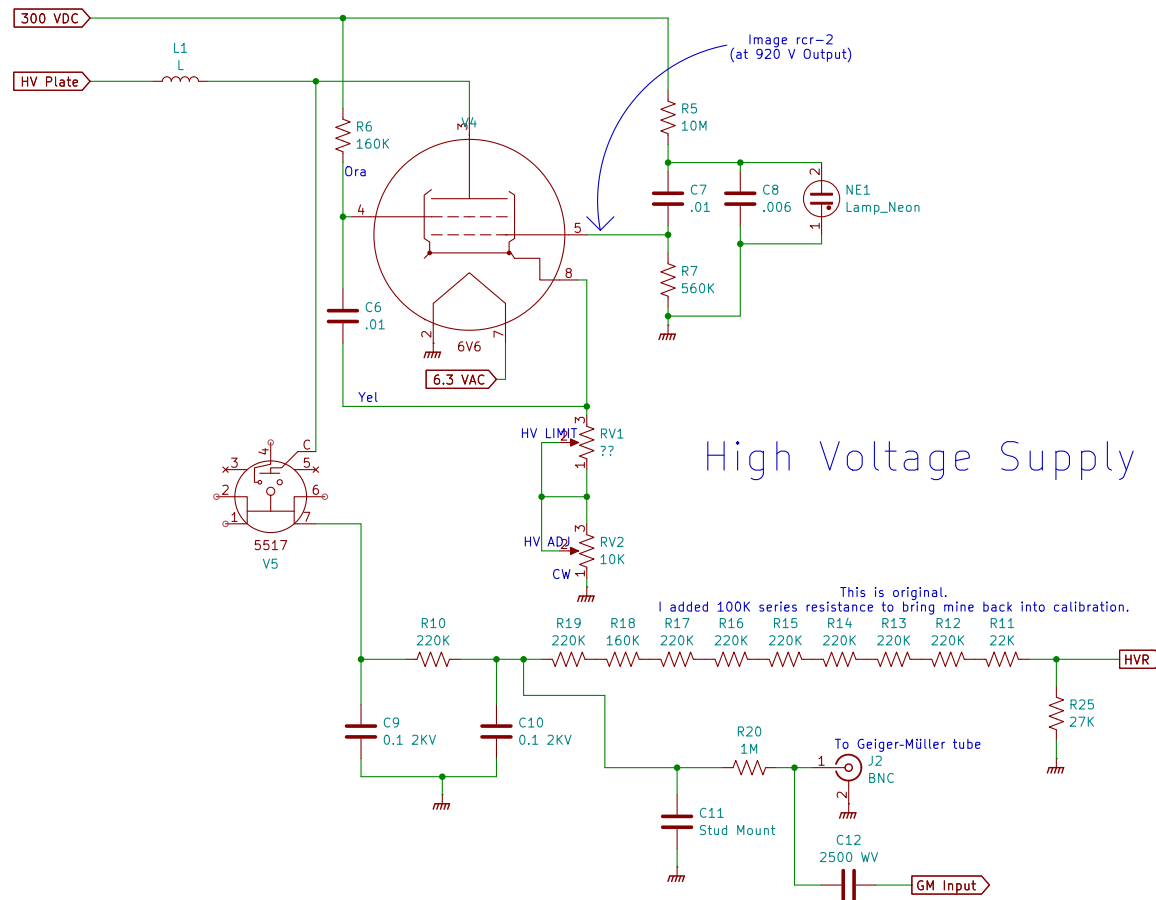 300 VDC
Image rcr-2
(at 920 V Output)
L1
L
HV Plate
R5
10M
V4
3
R6
160K
Ora
4
C7
.01
C8
.006
2
NE1
Lamp_Neon
1
5
8
R7
560K
C6
.01
2
7
6V6
6.3 VAC
Yel
3
HV LIMIT
2
RV1
??
1
High Voltage Supply
C
4
3
5
2
6
1
7
5517
V5
3
HV ADJ
2
RV2
10K
CW
1
This is original.
I added 100K series resistance to bring mine back into calibration.
R10
220K
R19
220K
R18
160K
R17
220K
R16
220K
R15
220K
R14
220K
R13
220K
R12
220K
R11
22K
HVR
C9
0.1 2KV
C10
0.1 2KV
R25
27K
R20
1M
To Geiger-Müller tube
1
J2
BNC
2
C11
Stud Mount
C12
2500 WV
GM Input